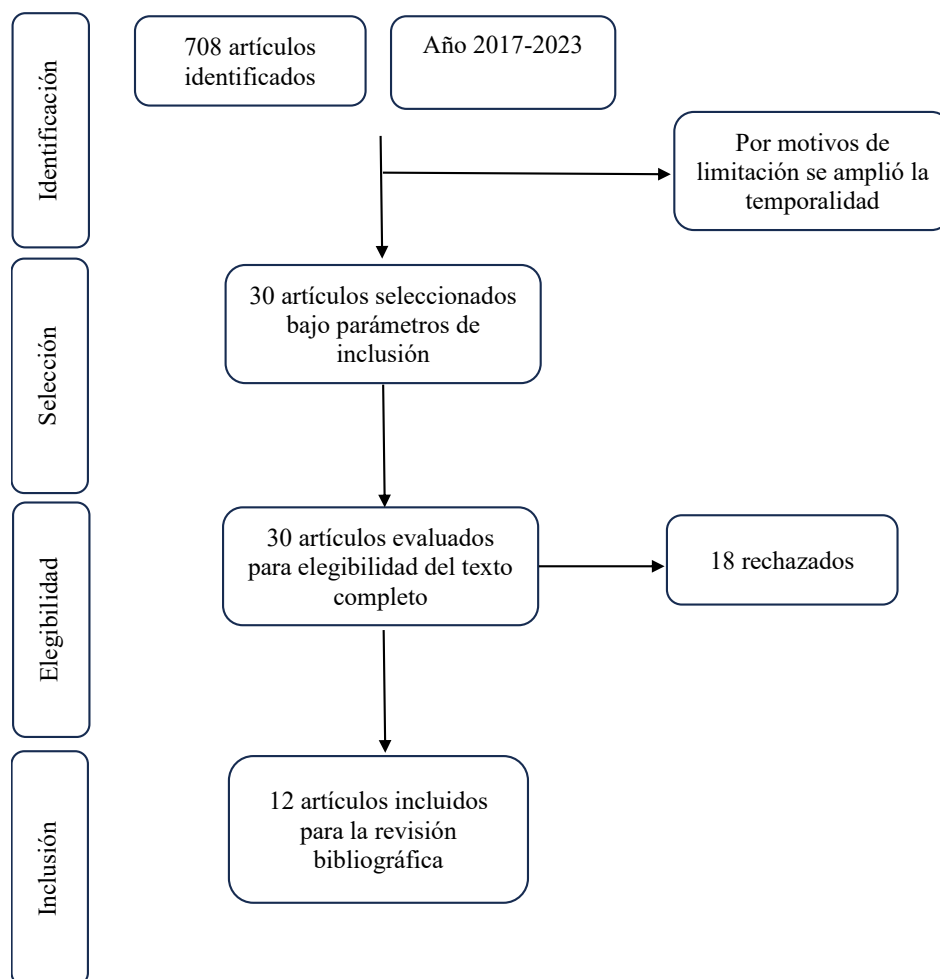 Identificación
708 artículos
identificados
Año 2017-2023
Por motivos de
limitación se amplió la
temporalidad
Selección
30 artículos seleccionados
bajo parámetros de
inclusión
Elegibilidad
30 artículos evaluados
para elegibilidad del texto
completo
18 rechazados
Inclusión
12 artículos incluidos
para la revisión
bibliográfica